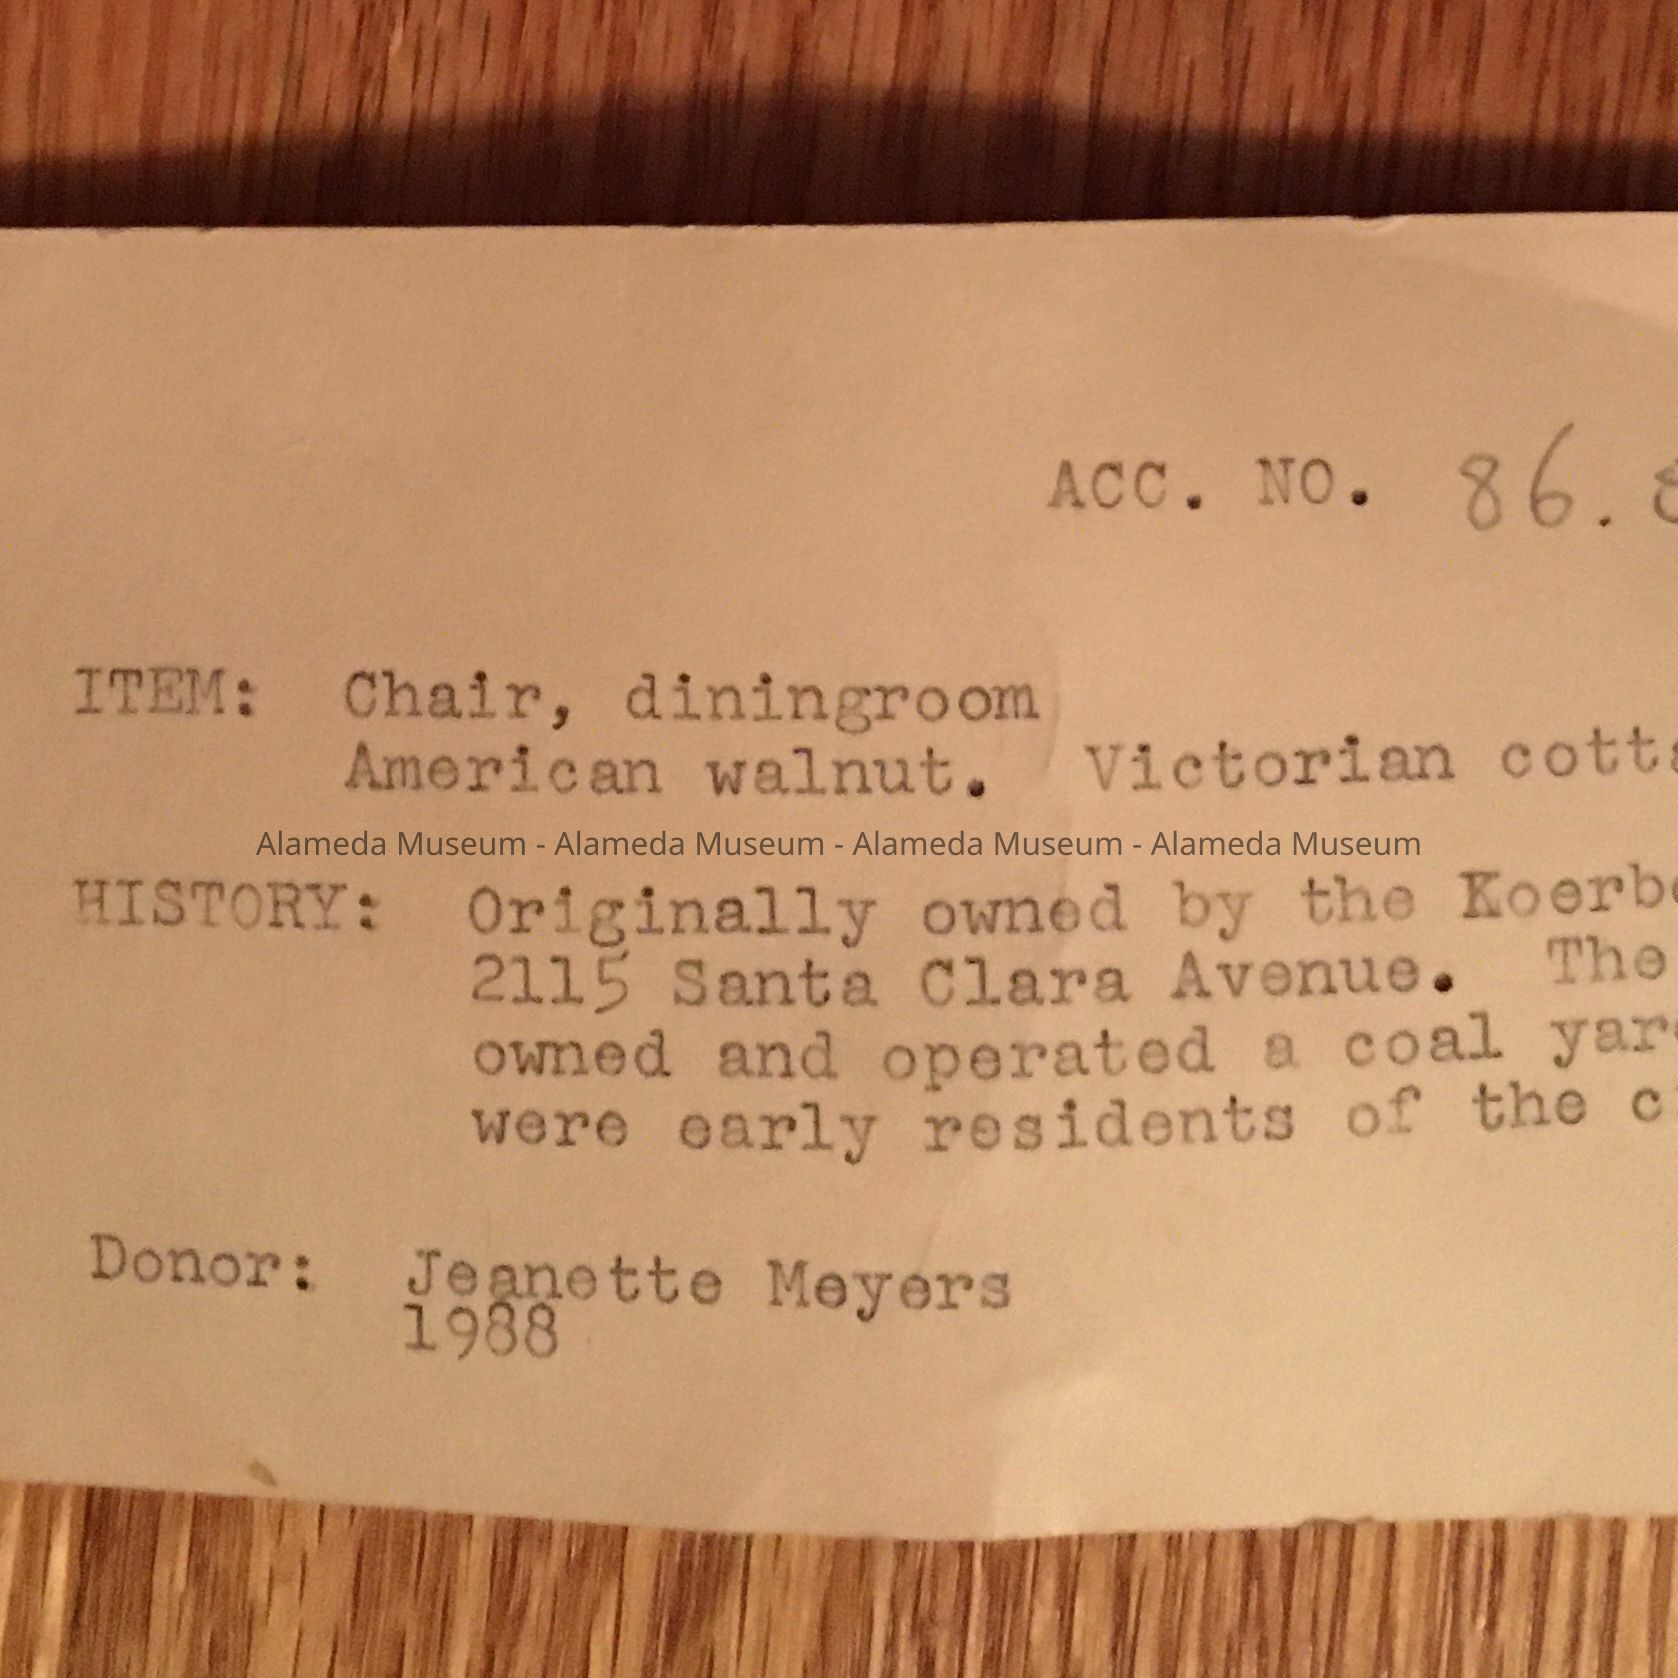 ACC. NO. 86.
ITEM: Chair, diningroom
American walnut. Victorian
Alameda Museum - Alameda Museum - Alameda Museum - Alameda Museum
HISTORY: Originally owned by the
2115 Santa Clara Avenue. The
owned and operated a coal
were early residents of the
Donor: Jeanette Meyers
1988